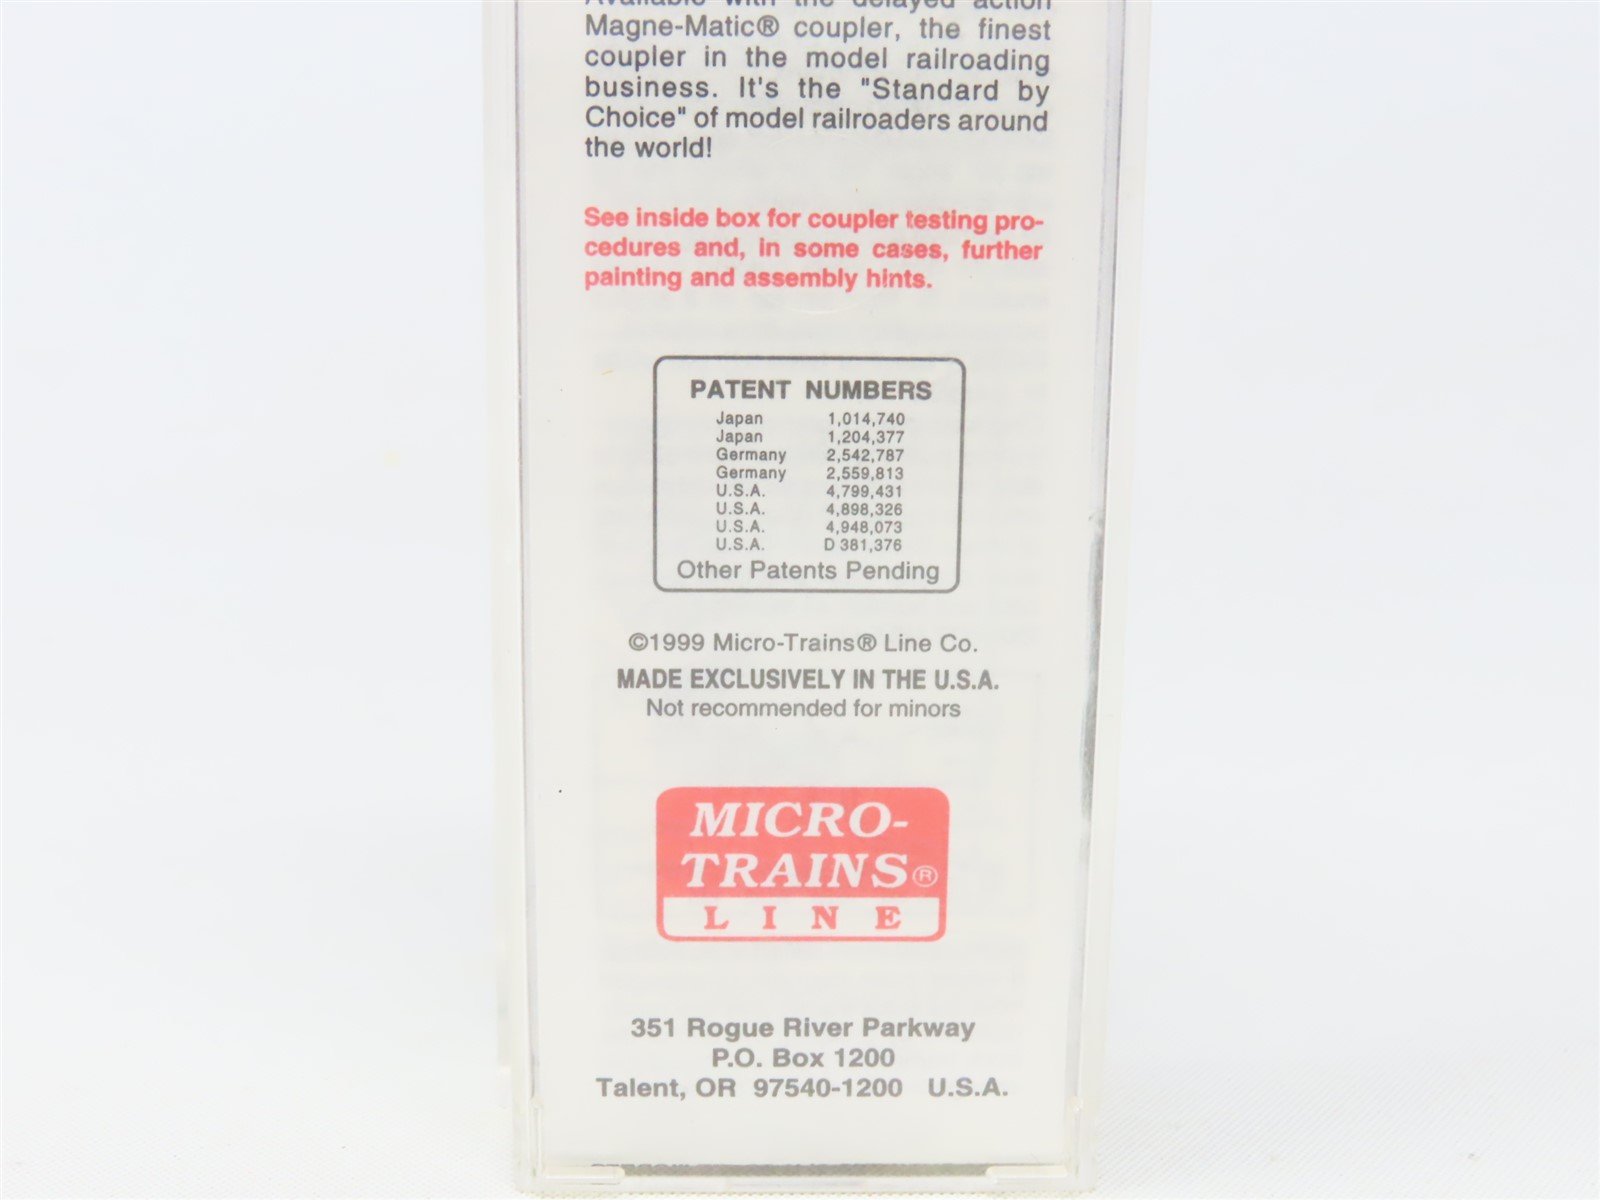 Available with the delayed action
Magne-Matic® coupler, the finest
coupler in the model railroading
business. It's the "Standard by
Choice" of model railroaders around
the world!
See inside box for coupler testing pro-
cedures and, in some cases, further
painting and assembly hints.
PATENT NUMBERS
Japan 1,014,740
Japan 1,204,377
Germany 2,542,787
Germany 2,559,813
U.S.A. 4,799,431
U.S.A. 4,898,326
U.S.A. 4,948,073
U.S.A. D 381,376
Other Patents Pending
©1999 Micro-Trains® Line Co.
MADE EXCLUSIVELY IN THE U.S.A.
Not recommended for minors
MICRO-
TRAINS®
LINE
351 Rogue River Parkway
P.O. Box 1200
Talent, OR 97540-1200 U.S.A.